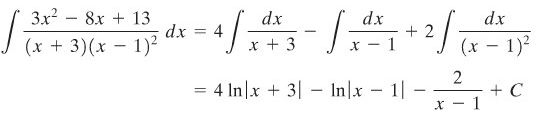 ∫ (3x² − 8x + 13) / ((x + 3)(x − 1)²) dx = 4 ∫ dx / (x + 3) − ∫ dx / (x − 1) + 2 ∫ dx / (x − 1)²
= 4 ln|x + 3| − ln|x − 1| − 2 / (x − 1) + C